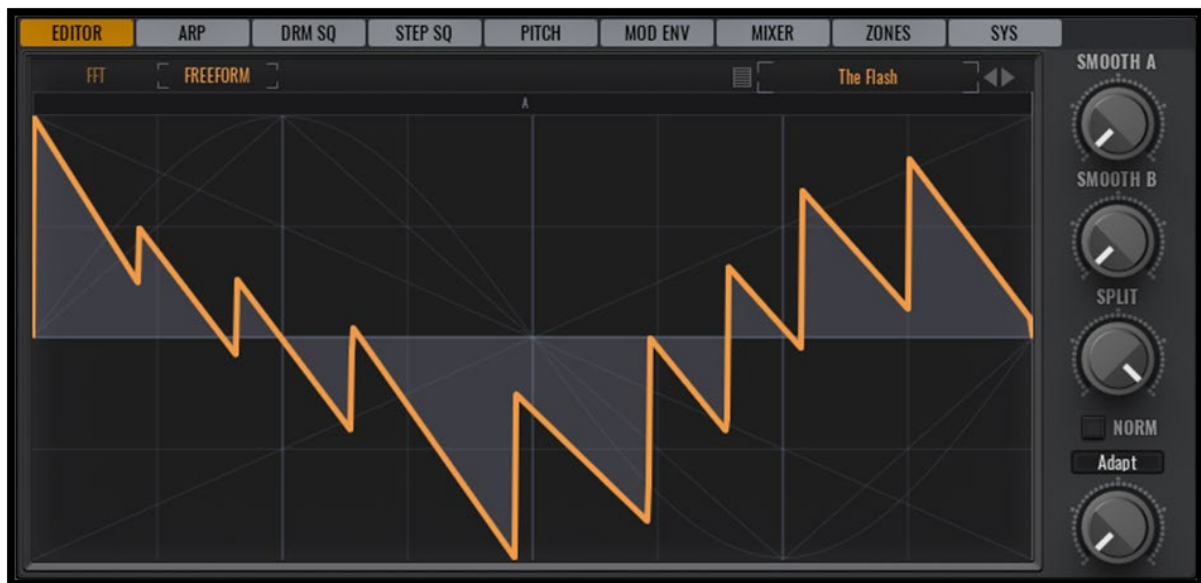 EDITOR ARP DRM SQ STEP SQ PITCH MOD ENV MIXER ZONES SYS
FFT FREEFORM The Flash
A
SMOOTH A
SMOOTH B
SPLIT
NORM
Adapt